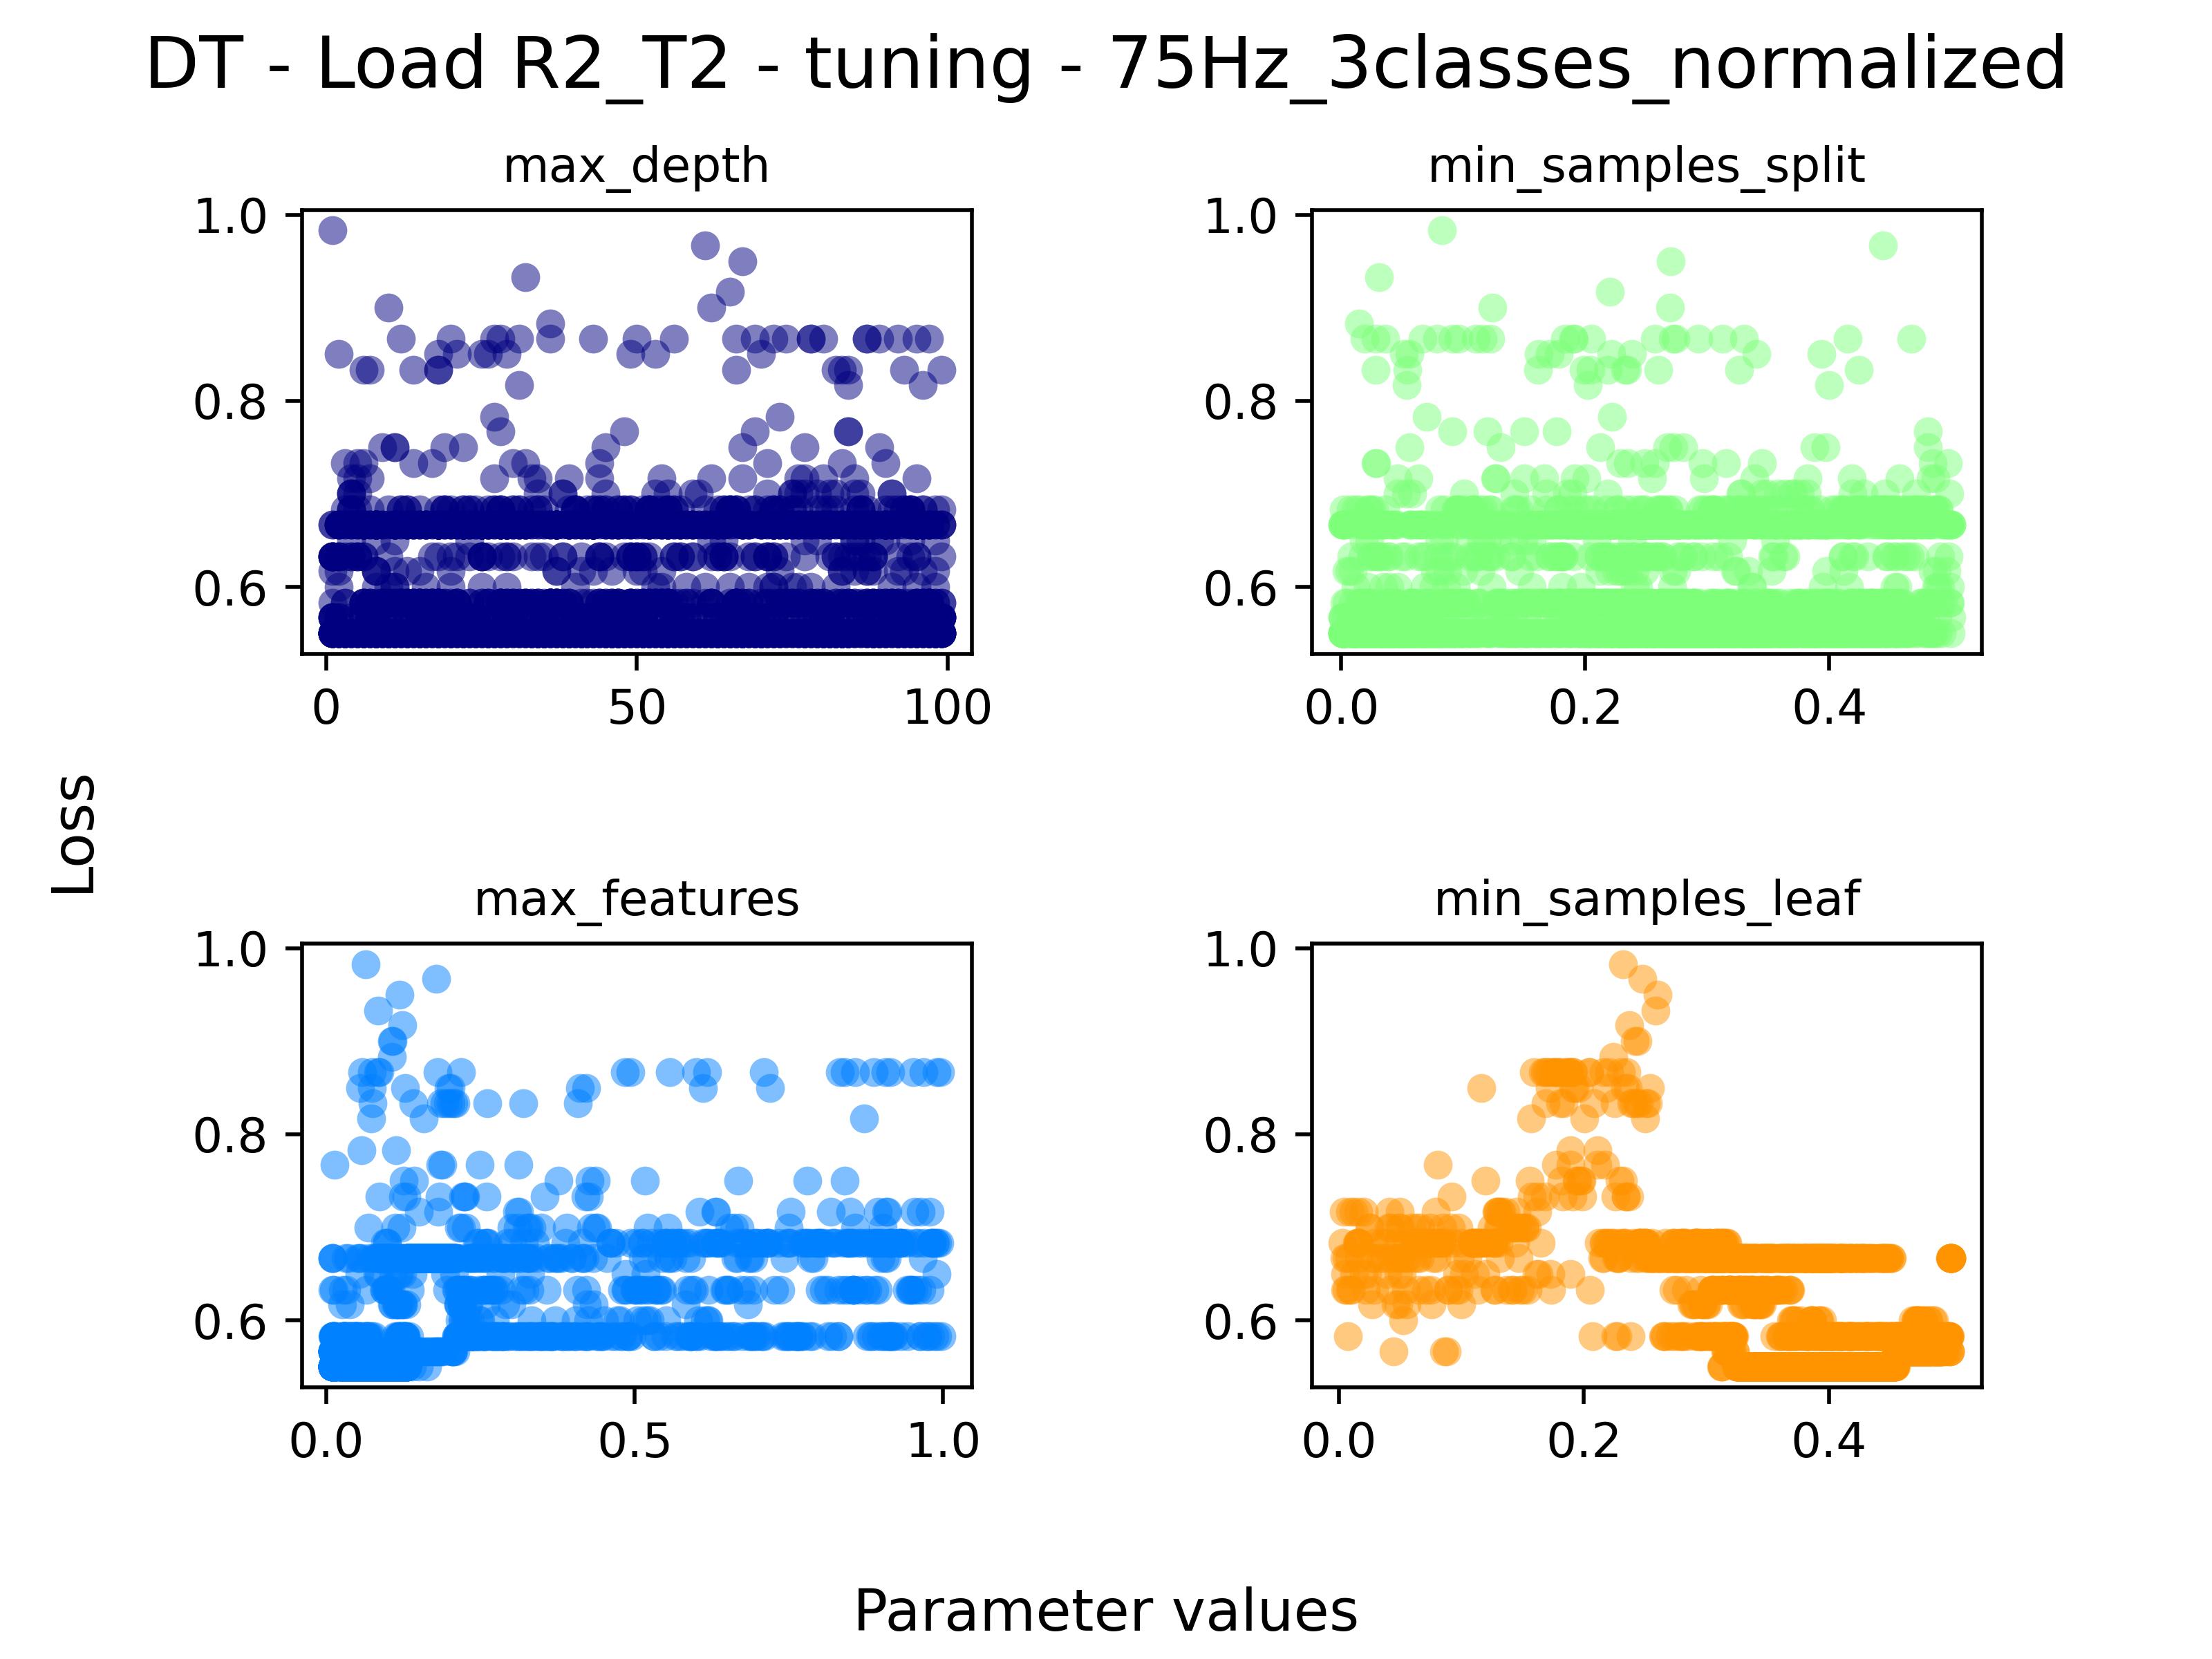 DT - Load R2_T2 - tuning - 75Hz_3classes_normalized
max_depth
1.0
0.8
0.6
0 50 100
min_samples_split
1.0
0.8
0.6
0.0 0.2 0.4
Loss
max_features
1.0
0.8
0.6
0.0 0.5 1.0
min_samples_leaf
1.0
0.8
0.6
0.0 0.2 0.4
Parameter values